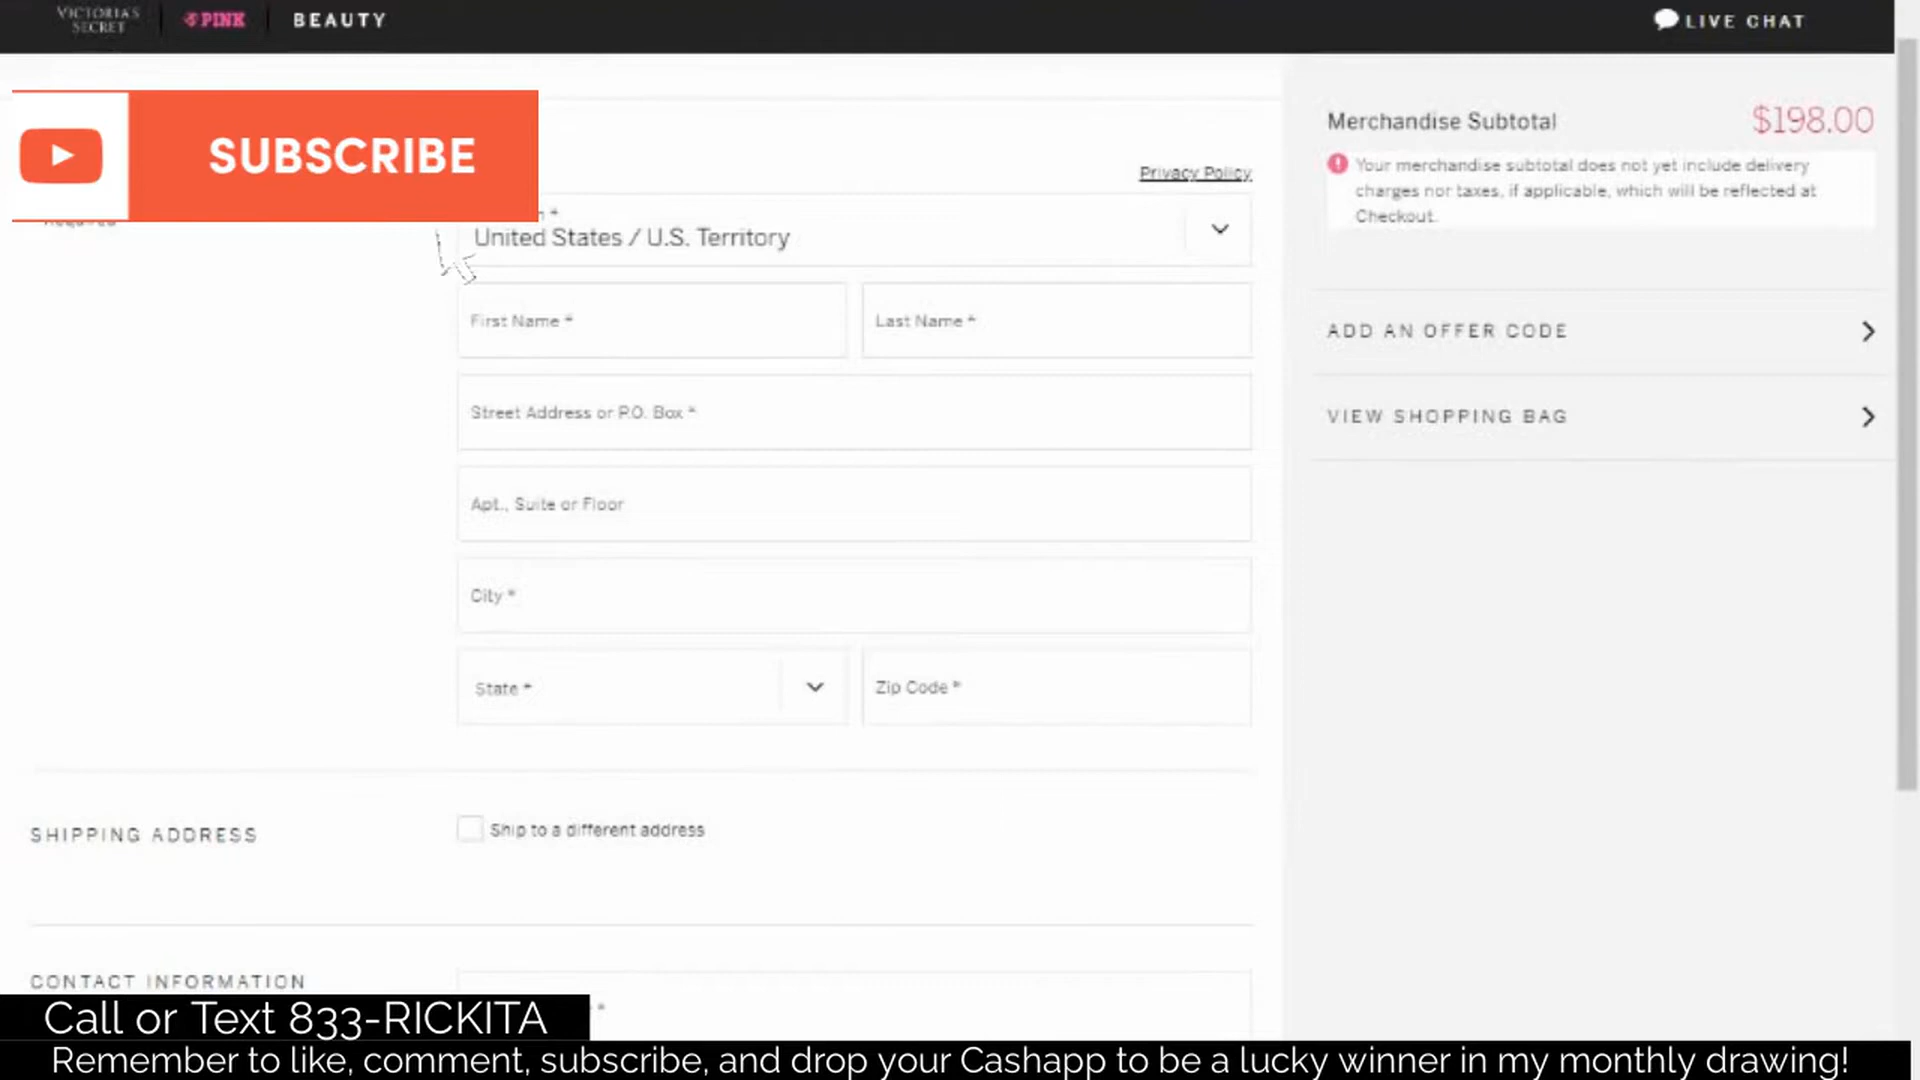 VICTORIA'S
SECRET
PINK
BEAUTY
LIVE CHAT
SUBSCRIBE
Privacy Policy
United States / U.S. Territory
First Name *
Last Name *
Street Address or P.O. Box *
Apt., Suite or Floor
City *
State *
Zip Code *
SHIPPING ADDRESS
Ship to a different address
CONTACT INFORMATION
Merchandise Subtotal
$198.00
Your merchandise subtotal does not yet include delivery
charges nor taxes, if applicable, which will be reflected at
Checkout.
ADD AN OFFER CODE
VIEW SHOPPING BAG
Call or Text 833-RICKITA
Remember to like, comment, subscribe, and drop your Cashapp to be a lucky winner in my monthly drawing!